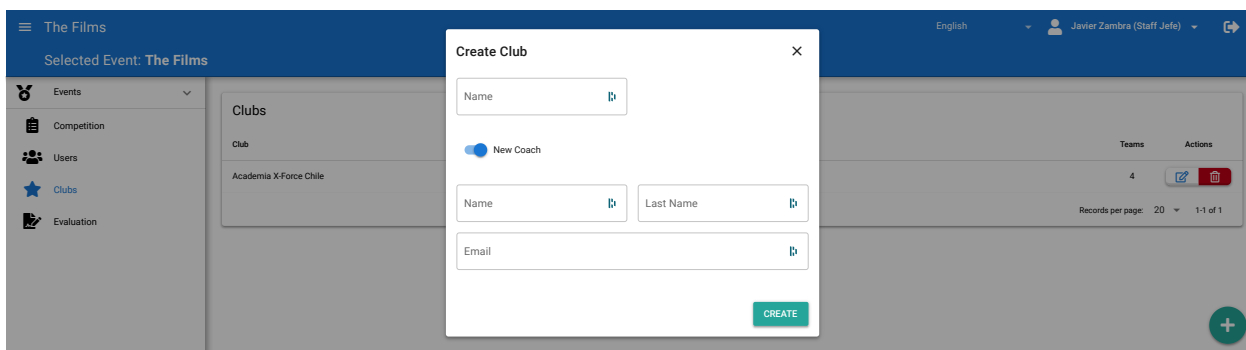 The Films
English
Javier Zambra (Staff Jefe)
Selected Event: The Films
Events
Competition
Users
Clubs
Evaluation
Clubs
Club
Teams
Actions
Academia X-Force Chile
4
Records per page: 20
1-1 of 1
Create Club
Name
New Coach
Name
Last Name
Email
CREATE